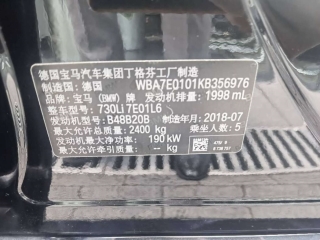 德国宝马汽车集团丁格芬工厂制造
制造国: 德国 WBA7E0101KB356976
品牌: 宝马 (BMW) 牌 发动机排量: 1998 mL
整车型号: 730Li7E01L6
发动机型号: B48B20B 制造年月: 2018-07
最大允许总质量: 2400 kg 乘坐人数: 5
发动机最大净功率: 190 kW
最大允许牵引质量: -- kg